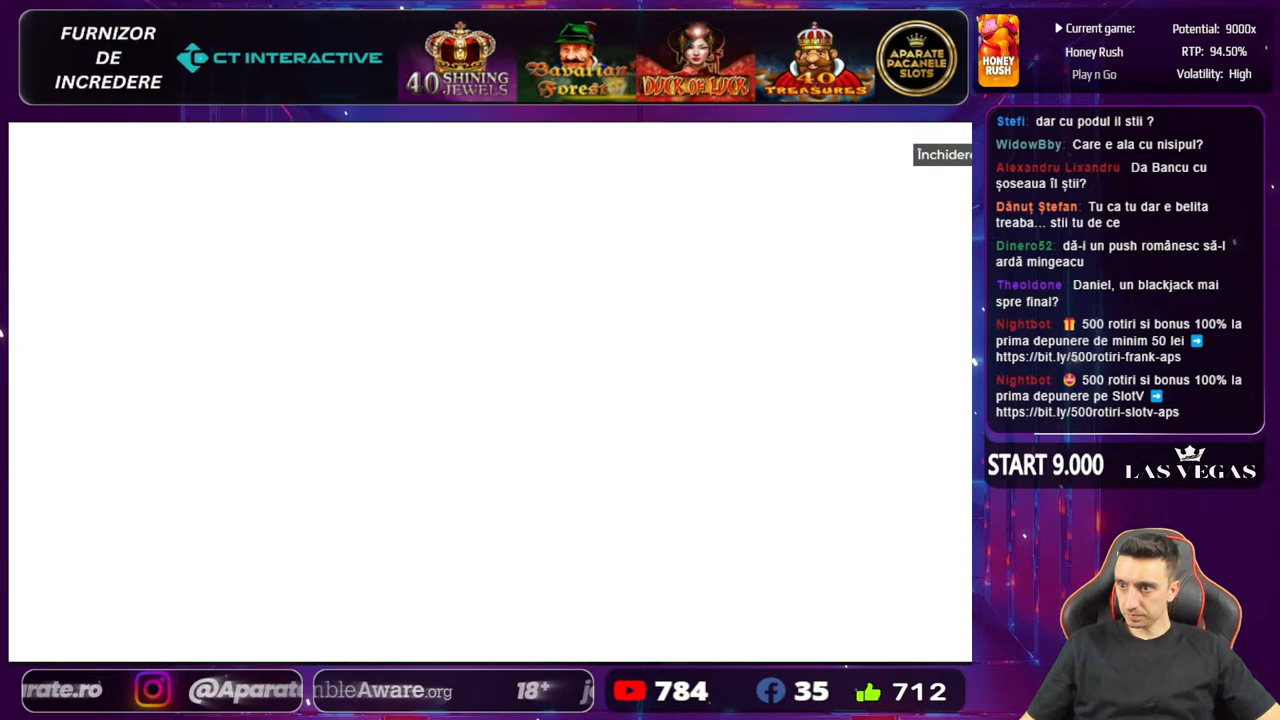 FURNIZOR
DE
INCREDERE
CT INTERACTIVE
40 SHINING
JEWELS
Bavarian
Forest
DUCK OF LUCK
40
TREASURES
APARATE
PACANELE
SLOTS
HONEY
RUSH
Current game:
Honey Rush
Play n Go
Potential: 9000x
RTP: 94.50%
Volatility: High
Închidere
Stefi: dar cu podul il stii ?
WidowBby: Care e ala cu nisipul?
Alexandru Lixandru Da Bancu cu
șoseaua îl știi?
Dănuț Ștefan: Tu ca tu dar e belita
treaba... stii tu de ce
Dinero52: dă-i un push românesc să-l
ardă mingeacu
Theoldone Daniel, un blackjack mai
spre final?
Nightbot: 🎁 500 rotiri si bonus 100% la
prima depunere de minim 50 lei ➡️
https://bit.ly/500rotiri-frank-aps
Nightbot: 🤩 500 rotiri si bonus 100% la
prima depunere pe SlotV ➡️
https://bit.ly/500rotiri-slotv-aps
START 9.000
LAS VEGAS
arate.ro
@Aparat
mbleAware.org
18+
784
35
712